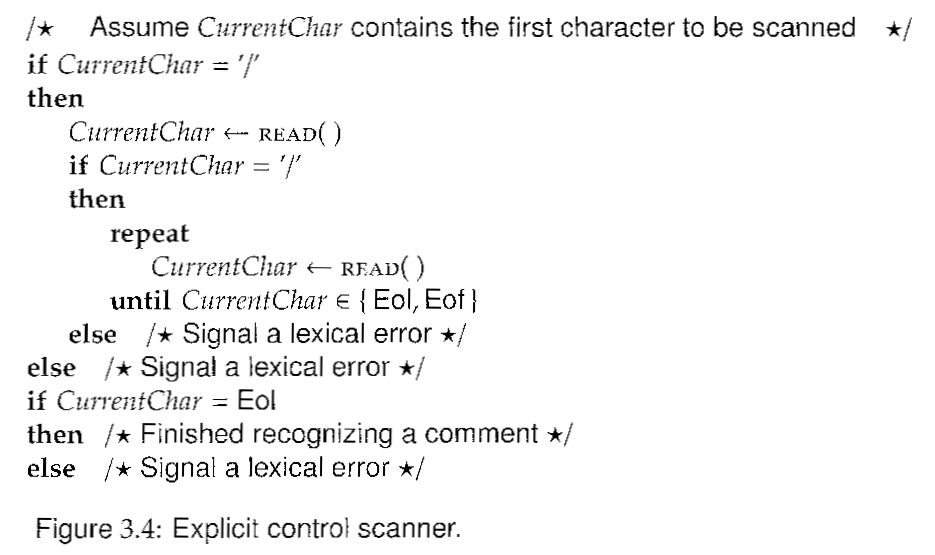 /★ Assume CurrentChar contains the first character to be scanned ★/
if CurrentChar = '/'
then
CurrentChar ← READ( )
if CurrentChar = '/'
then
repeat
CurrentChar ← READ( )
until CurrentChar ∈ { Eol, Eof }
else /★ Signal a lexical error ★/
else /★ Signal a lexical error ★/
if CurrentChar = Eol
then /★ Finished recognizing a comment ★/
else /★ Signal a lexical error ★/
Figure 3.4: Explicit control scanner.